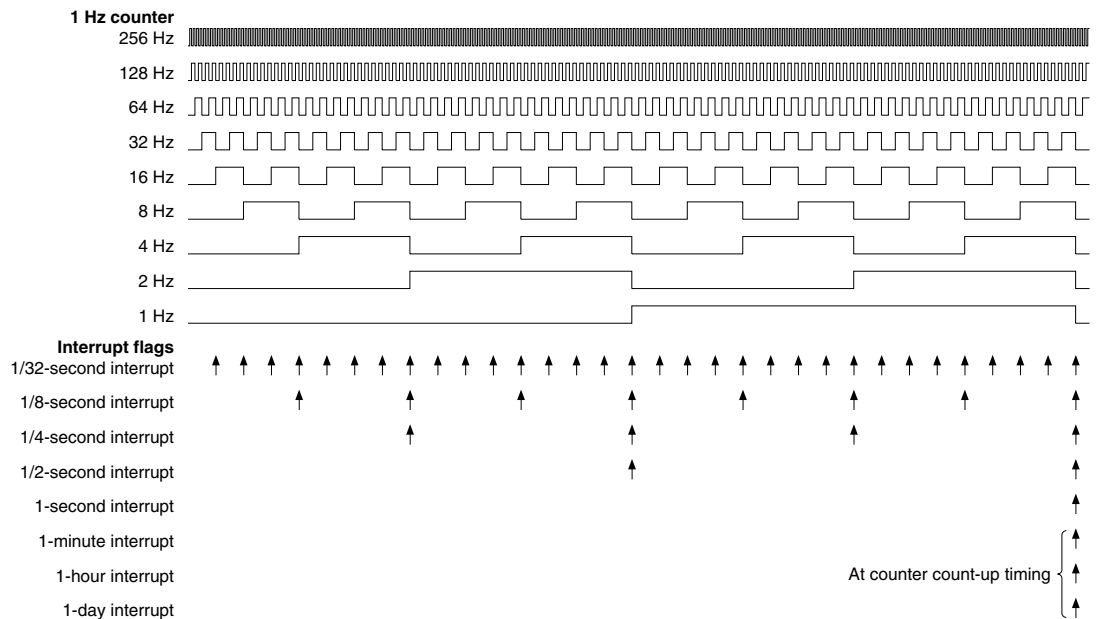 1 Hz counter
256 Hz
128 Hz
64 Hz
32 Hz
16 Hz
8 Hz
4 Hz
2 Hz
1 Hz
Interrupt flags
1/32-second interrupt
1/8-second interrupt
1/4-second interrupt
1/2-second interrupt
1-second interrupt
1-minute interrupt
1-hour interrupt
At counter count-up timing
1-day interrupt